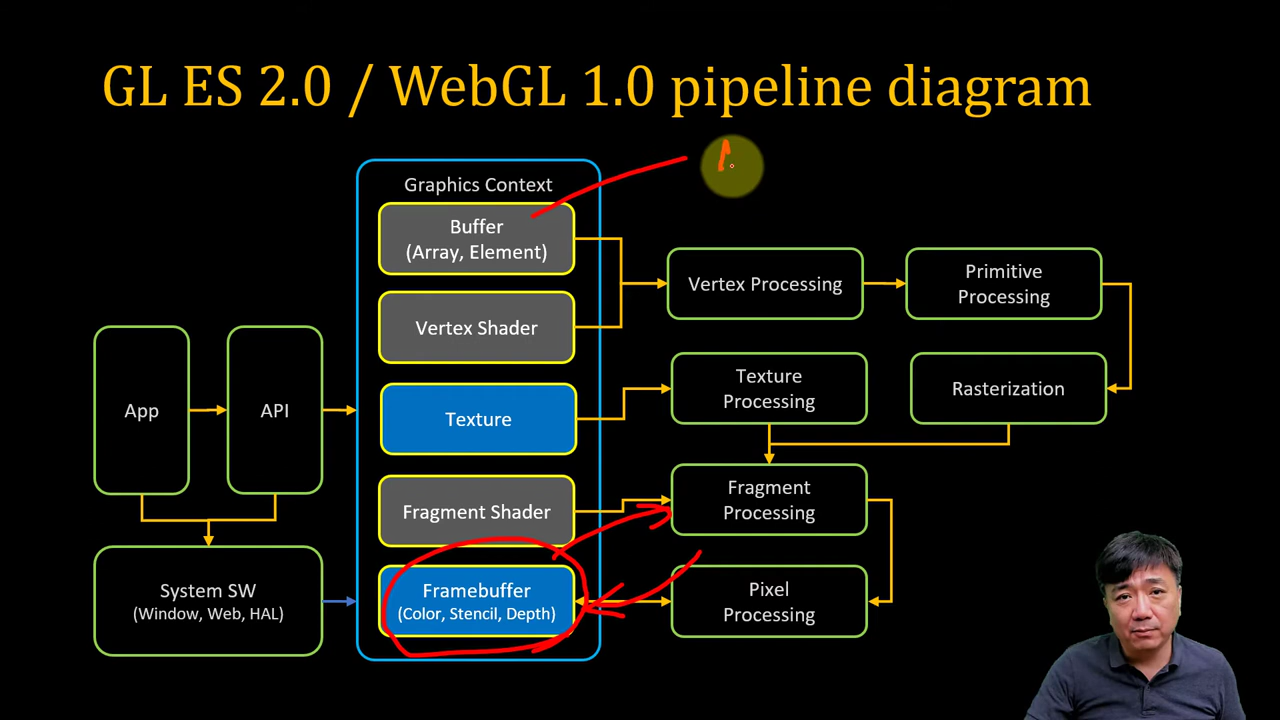 GL ES 2.0 / WebGL 1.0 pipeline diagram
Graphics Context
Buffer
(Array, Element)
Vertex Shader
Texture
Fragment Shader
Framebuffer
(Color, Stencil, Depth)
App
API
System SW
(Window, Web, HAL)
Vertex Processing
Primitive
Processing
Texture
Processing
Rasterization
Fragment
Processing
Pixel
Processing